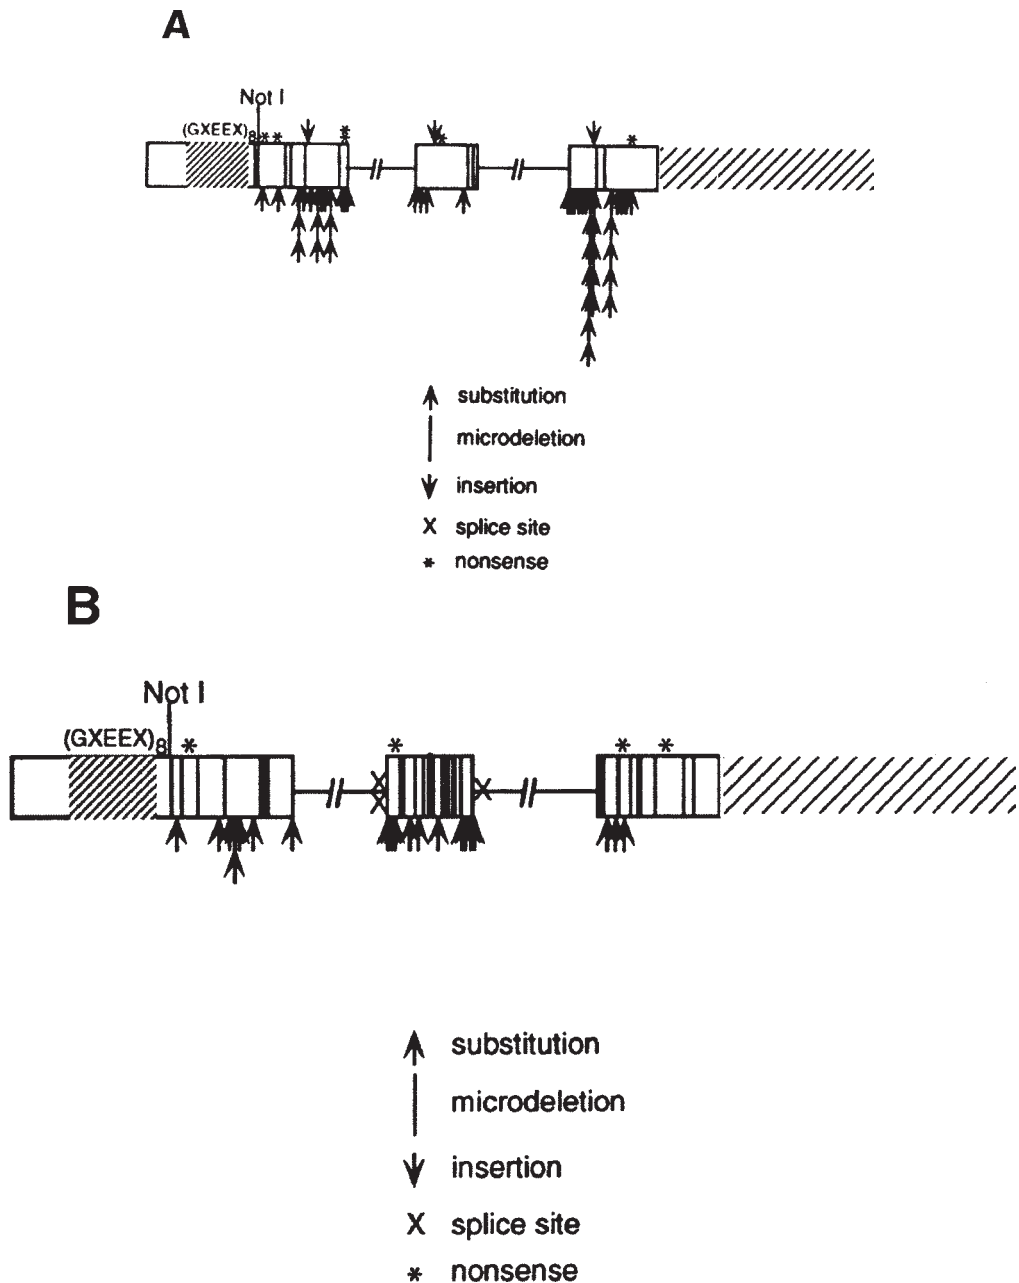 A
Not I
(GXEEX)8 * *
*
*
*
*
substitution
microdeletion
insertion
X splice site
* nonsense
B
Not I
(GXEEX)8 * * * *
X X X
substitution
microdeletion
insertion
X splice site
* nonsense